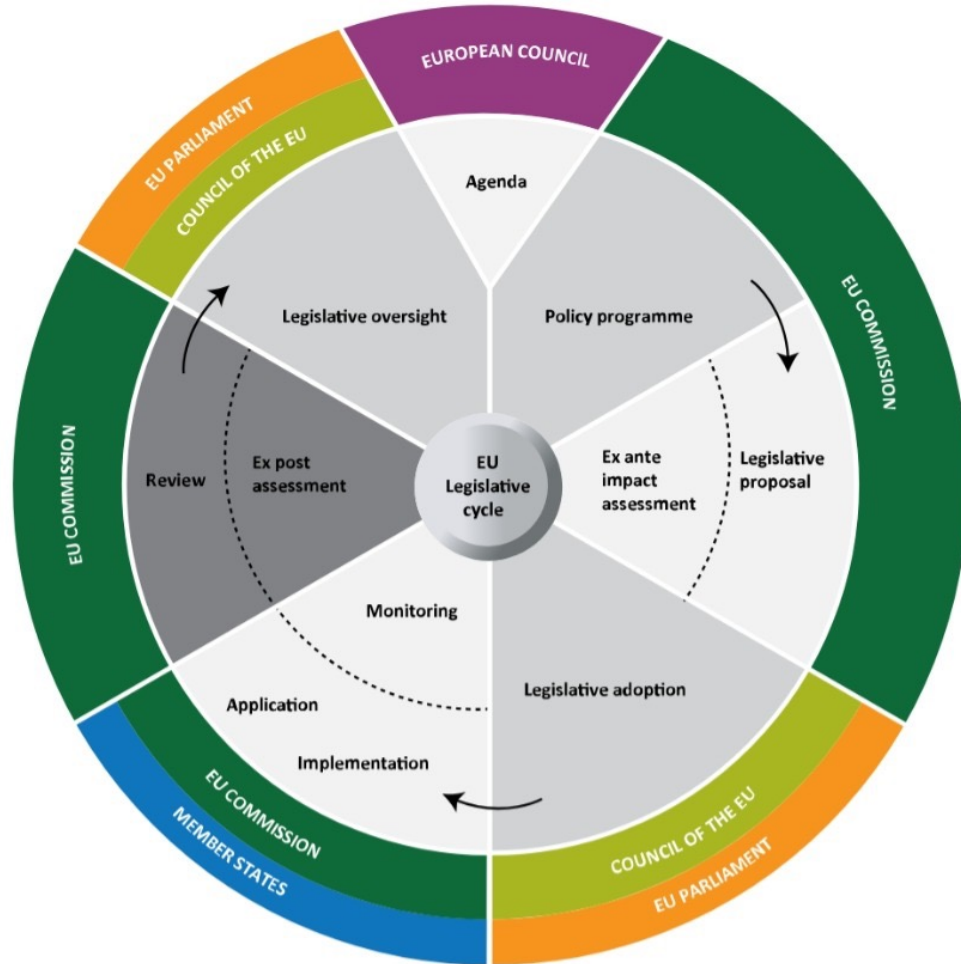 EUROPEAN COUNCIL
Agenda
EU COMMISSION
Policy programme
Ex ante
impact
assessment
Legislative
proposal
COUNCIL OF THE EU
EU PARLIAMENT
Legislative adoption
EU COMMISSION
MEMBER STATES
Monitoring
Application
Implementation
EU COMMISSION
Review
Ex post
assessment
EU PARLIAMENT
COUNCIL OF THE EU
Legislative oversight
EU
Legislative
cycle